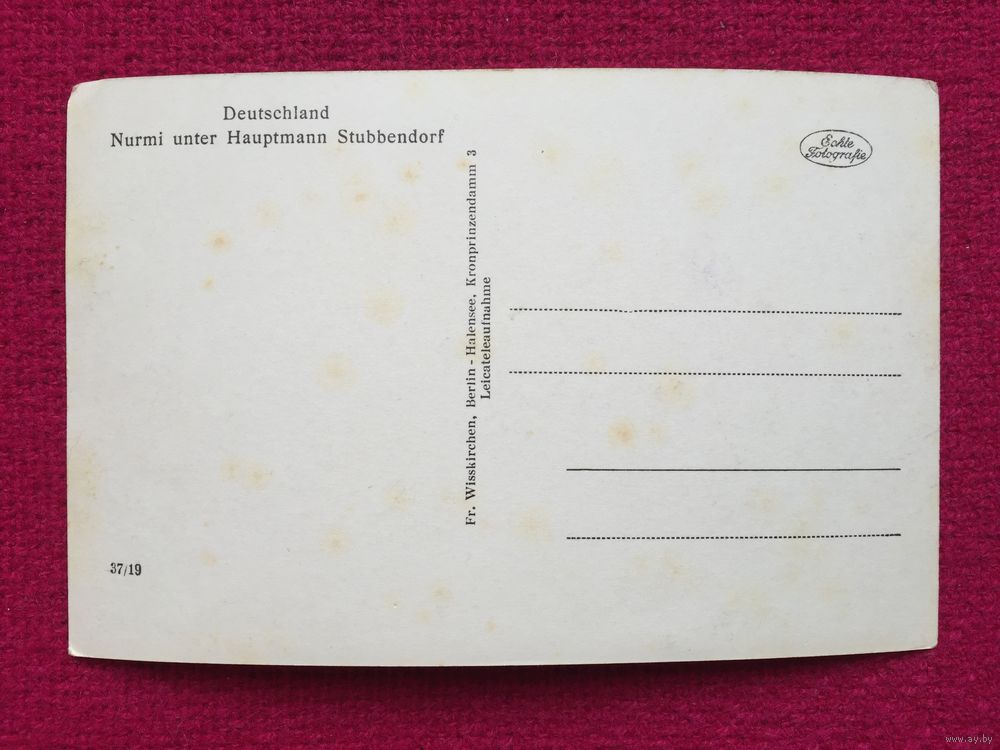 Deutschland
Nurmi unter Hauptmann Stubbendorf
Echte
Fotografie
Fr. Wisskirchen, Berlin - Halensee, Kronprinzendamm 3
Leicateleaufnahme
37/19
www.ay.by